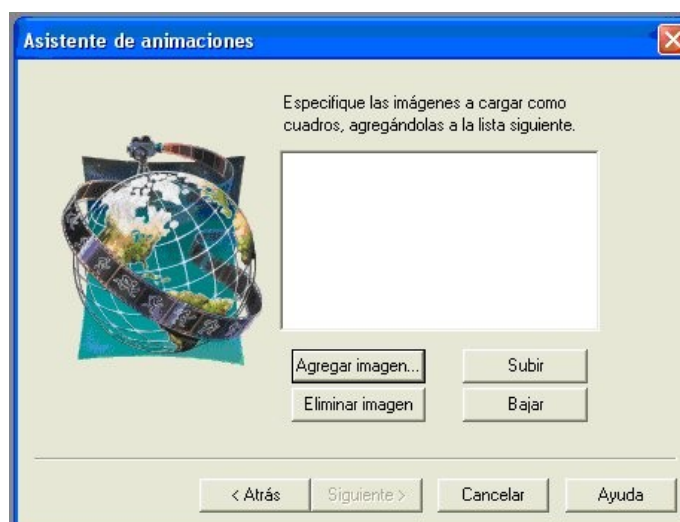 Asistente de animaciones
Especifique las imágenes a cargar como
cuadros, agregándolas a la lista siguiente.
Agregar imagen...
Subir
Eliminar imagen
Bajar
< Atrás
Siguiente >
Cancelar
Ayuda